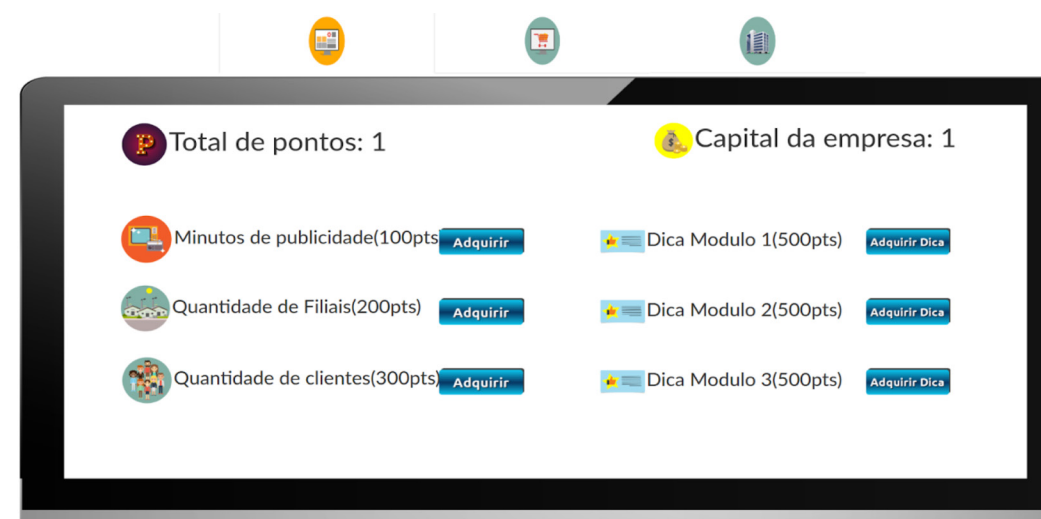 Total de pontos: 1
Capital da empresa: 1
Minutos de publicidade(100pts
Adquirir
Dica Modulo 1(500pts)
Adquirir Dica
Quantidade de Filiais(200pts)
Adquirir
Dica Modulo 2(500pts)
Adquirir Dica
Quantidade de clientes(300pts)
Adquirir
Dica Modulo 3(500pts)
Adquirir Dica